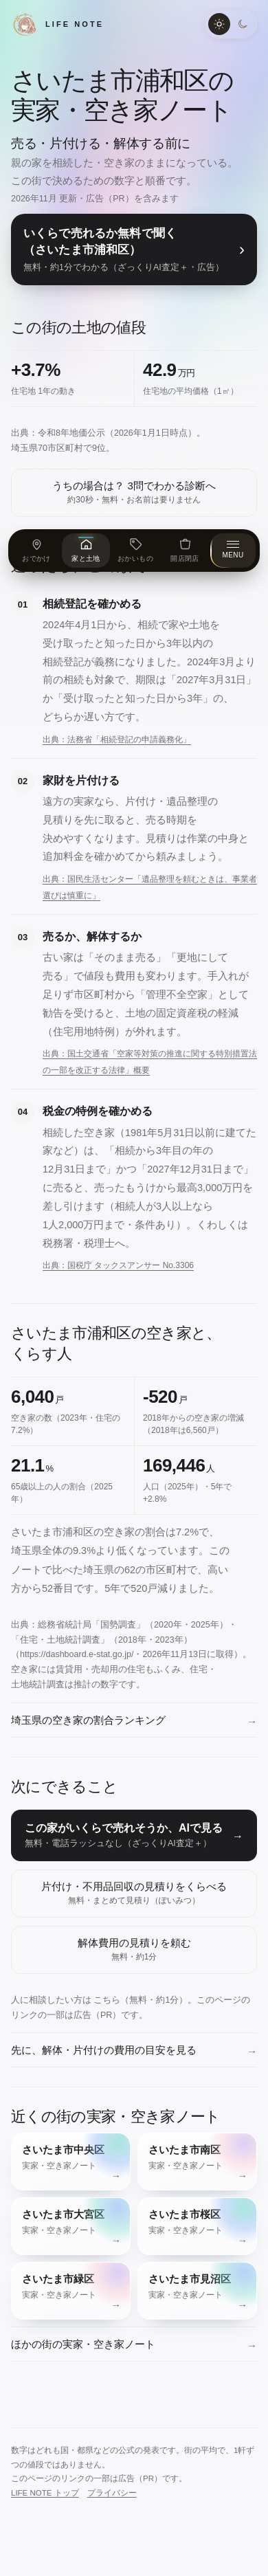 LIFE NOTE
さいたま市浦和区の
実家・空き家ノート
売る・片付ける・解体する前に
親の家を相続した・空き家のままになっている。
この街で決めるための数字と順番です。
2026年11月 更新・広告（PR）を含みます
いくらで売れるか無料で聞く
（さいたま市浦和区）
無料・約1分でわかる（ざっくりAI査定＋・広告）
›
この街の土地の値段
+3.7%
住宅地 1年の動き
42.9万円
住宅地の平均価格（1㎡）
出典：令和8年地価公示（2026年1月1日時点）。
埼玉県70市区町村で9位。
うちの場合は？ 3問でわかる診断へ
約30秒・無料・お名前は要りません
おでかけ
家と土地
おかいもの
開店閉店
MENU
01
相続登記を確かめる
2024年4月1日から、相続で家や土地を
受け取ったと知った日から3年以内の
相続登記が義務になりました。2024年3月より
前の相続も対象で、期限は「2027年3月31日」
か「受け取ったと知った日から3年」の、
どちらか遅い方です。
出典：法務省「相続登記の申請義務化」
02
家財を片付ける
遠方の実家なら、片付け・遺品整理の
見積りを先に取ると、売る時期を
決めやすくなります。見積りは作業の中身と
追加料金を確かめてから頼みましょう。
出典：国民生活センター「遺品整理を頼むときは、事業者
選びは慎重に」
03
売るか、解体するか
古い家は「そのまま売る」「更地にして
売る」で値段も費用も変わります。手入れが
足りず市区町村から「管理不全空家」として
勧告を受けると、土地の固定資産税の軽減
（住宅用地特例）が外れます。
出典：国土交通省「空家等対策の推進に関する特別措置法
の一部を改正する法律」概要
04
税金の特例を確かめる
相続した空き家（1981年5月31日以前に建てた
家など）は、「相続から3年目の年の
12月31日まで」かつ「2027年12月31日まで」
に売ると、売ったもうけから最高3,000万円を
差し引けます（相続人が3人以上なら
1人2,000万円まで・条件あり）。くわしくは
税務署・税理士へ。
出典：国税庁 タックスアンサー No.3306
さいたま市浦和区の空き家と、
くらす人
6,040戸
空き家の数（2023年・住宅の
7.2%）
-520戸
2018年からの空き家の増減
（2018年は6,560戸）
21.1%
65歳以上の人の割合（2025
年）
169,446人
人口（2025年）・5年で
+2.8%
さいたま市浦和区の空き家の割合は7.2%で、
埼玉県全体の9.3%より低くなっています。この
ノートで比べた埼玉県の62の市区町村で、高い
方から52番目です。5年で520戸減りました。
出典：総務省統計局「国勢調査」（2020年・2025年）・
「住宅・土地統計調査」（2018年・2023年）
（https://dashboard.e-stat.go.jp/・2026年11月13日に取得）。
空き家には賃貸用・売却用の住宅もふくみ、住宅・
土地統計調査は推計の数字です。
埼玉県の空き家の割合ランキング →
次にできること
この家がいくらで売れそうか、AIで見る
無料・電話ラッシュなし（ざっくりAI査定＋）
→
片付け・不用品回収の見積りをくらべる
無料・まとめて見積り（ぽいみつ）
解体費用の見積りを頼む
無料・約1分
人に相談したい方は こちら（無料・約1分）。このページの
リンクの一部は広告（PR）です。
先に、解体・片付けの費用の目安を見る →
近くの街の実家・空き家ノート
さいたま市中央区
実家・空き家ノート
→
さいたま市南区
実家・空き家ノート
→
さいたま市大宮区
実家・空き家ノート
→
さいたま市桜区
実家・空き家ノート
→
さいたま市緑区
実家・空き家ノート
→
さいたま市見沼区
実家・空き家ノート
→
ほかの街の実家・空き家ノート →
数字はどれも国・都県などの公式の発表です。街の平均で、1軒ず
つの値段ではありません。
このページのリンクの一部は広告（PR）です。
LIFE NOTE トップ プライバシー